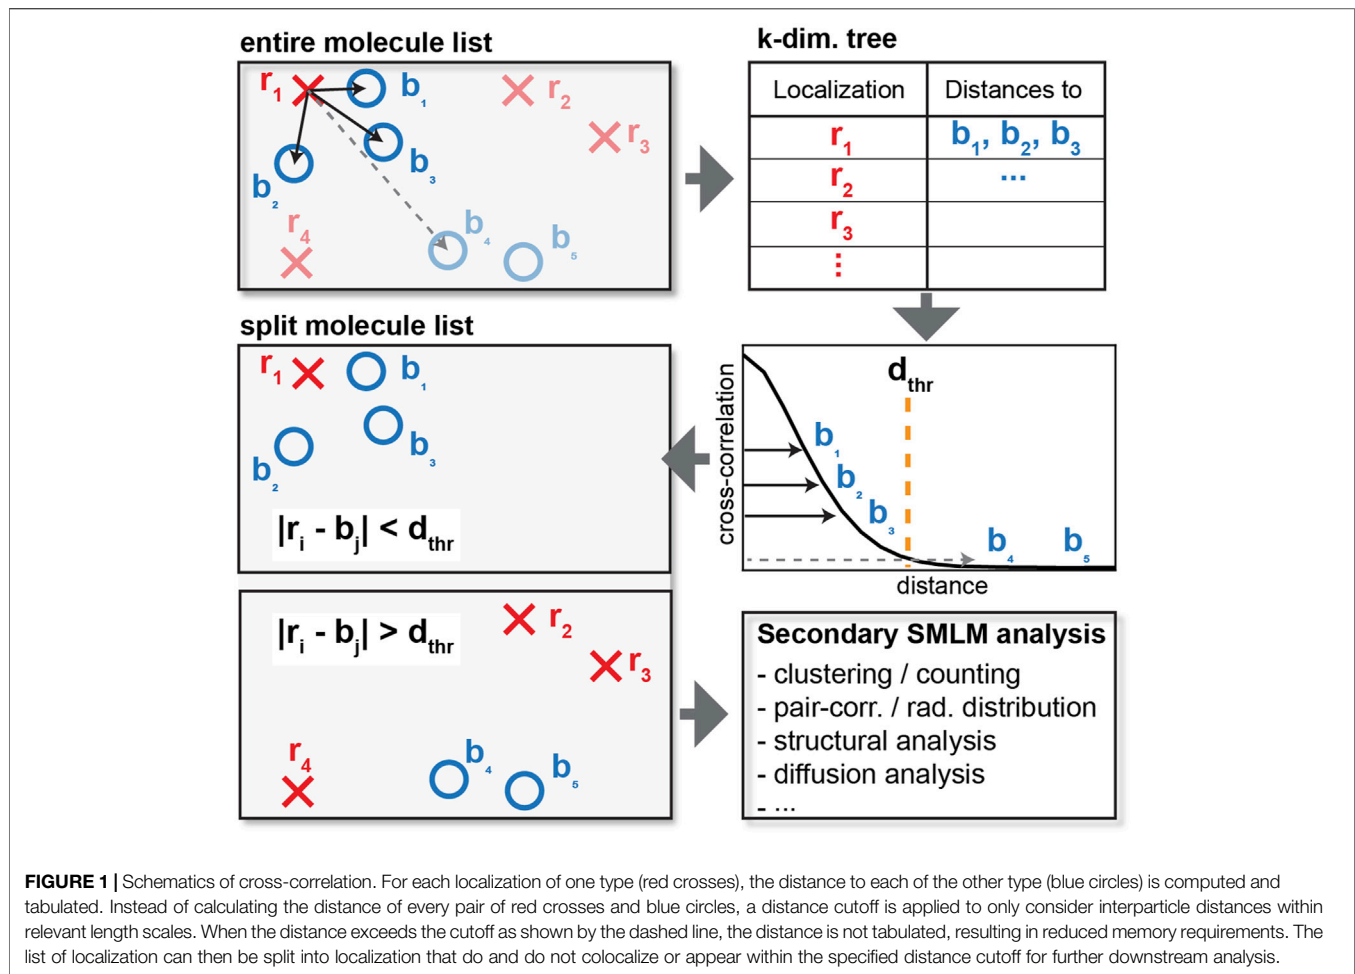 entire molecule list
r1
b1
b2
b3
r2
r3
r4
b4
b5
k-dim. tree
Localization Distances to
r1 b1, b2, b3
r2 ...
r3
⋮
split molecule list
r1
b1
b2
b3
|ri - bj| < dthr
cross-correlation
dthr
b1
b2
b3
b4
b5
distance
|ri - bj| > dthr
r2
r3
r4
b4
b5
Secondary SMLM analysis
- clustering / counting
- pair-corr. / rad. distribution
- structural analysis
- diffusion analysis
- ...
FIGURE 1 | Schematics of cross-correlation. For each localization of one type (red crosses), the distance to each of the other type (blue circles) is computed and
tabulated. Instead of calculating the distance of every pair of red crosses and blue circles, a distance cutoff is applied to only consider interparticle distances within
relevant length scales. When the distance exceeds the cutoff as shown by the dashed line, the distance is not tabulated, resulting in reduced memory requirements. The
list of localization can then be split into localization that do and do not colocalize or appear within the specified distance cutoff for further downstream analysis.